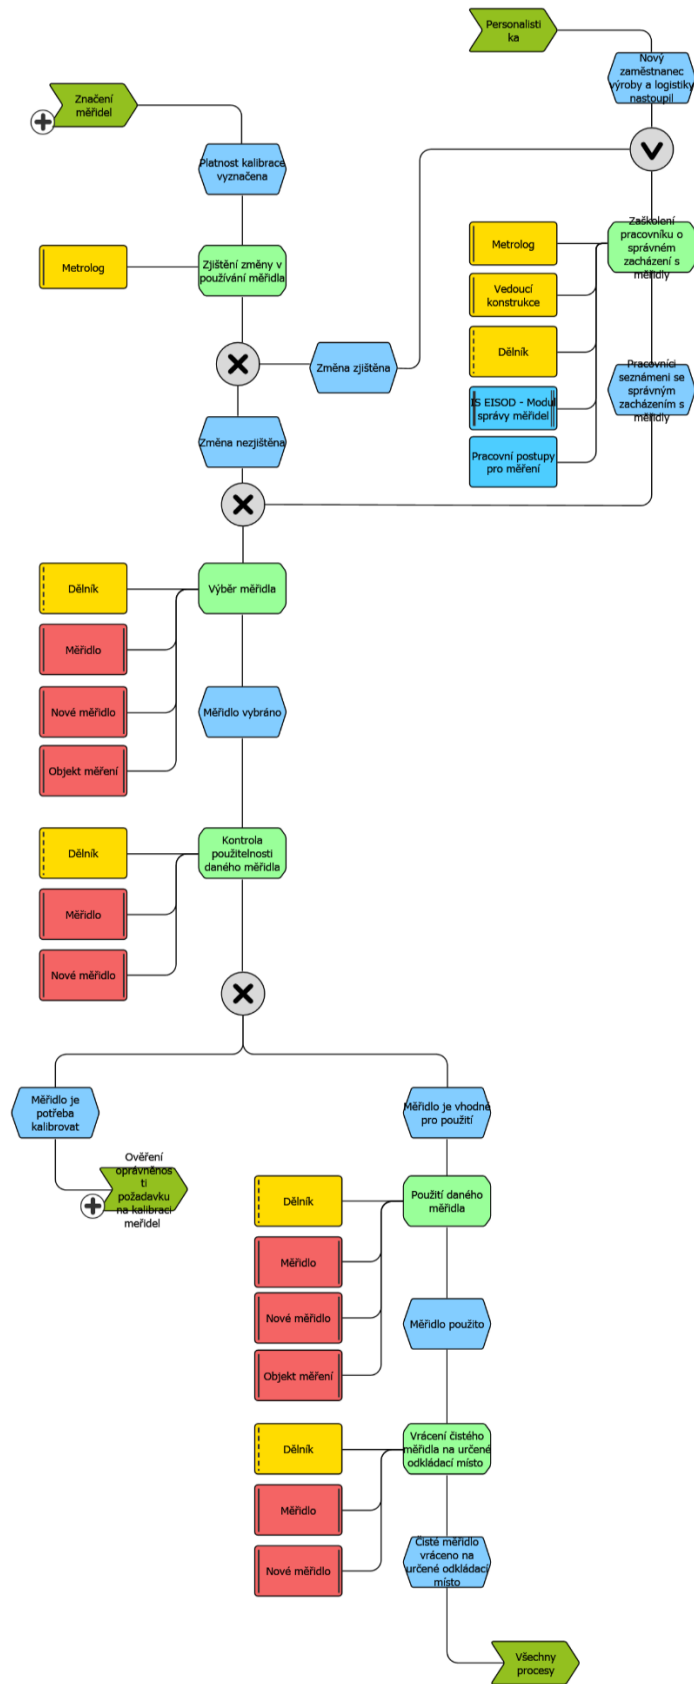 Personalisti
ka
Nový
zaměstnanec
výroby a logistiky
nastoupil
Značení
měřidel
Platnost kalibrace
vyznačena
Metrolog
Zjištění změny v
používání měřidla
Zaškolení
pracovníku o
správném
zacházení s
měřidly
Metrolog
Vedoucí
konstrukce
Dělník
IS EISOD - Modul
správy měřidel
Pracovní postupy
pro měření
Změna zjištěna
Pracovníci
seznámeni se
správným
zacházením s
měřidly
Změna nezjištěna
Dělník
Výběr měřidla
Měřidlo
Nové měřidlo
Měřidlo vybráno
Objekt měření
Dělník
Kontrola
použitelnosti
daného měřidla
Měřidlo
Nové měřidlo
Měřidlo je
potřeba
kalibrovat
Měřidlo je vhodné
pro použití
Ověření
oprávněnos
ti
požadavku
na kalibraci
meřidel
Dělník
Použití daného
měřidla
Měřidlo
Nové měřidlo
Měřidlo použito
Objekt měření
Dělník
Vrácení čistého
měřidla na určené
odkládací místo
Měřidlo
Nové měřidlo
Čisté měřidlo
vráceno na
určené odkládací
místo
Všechny
procesy